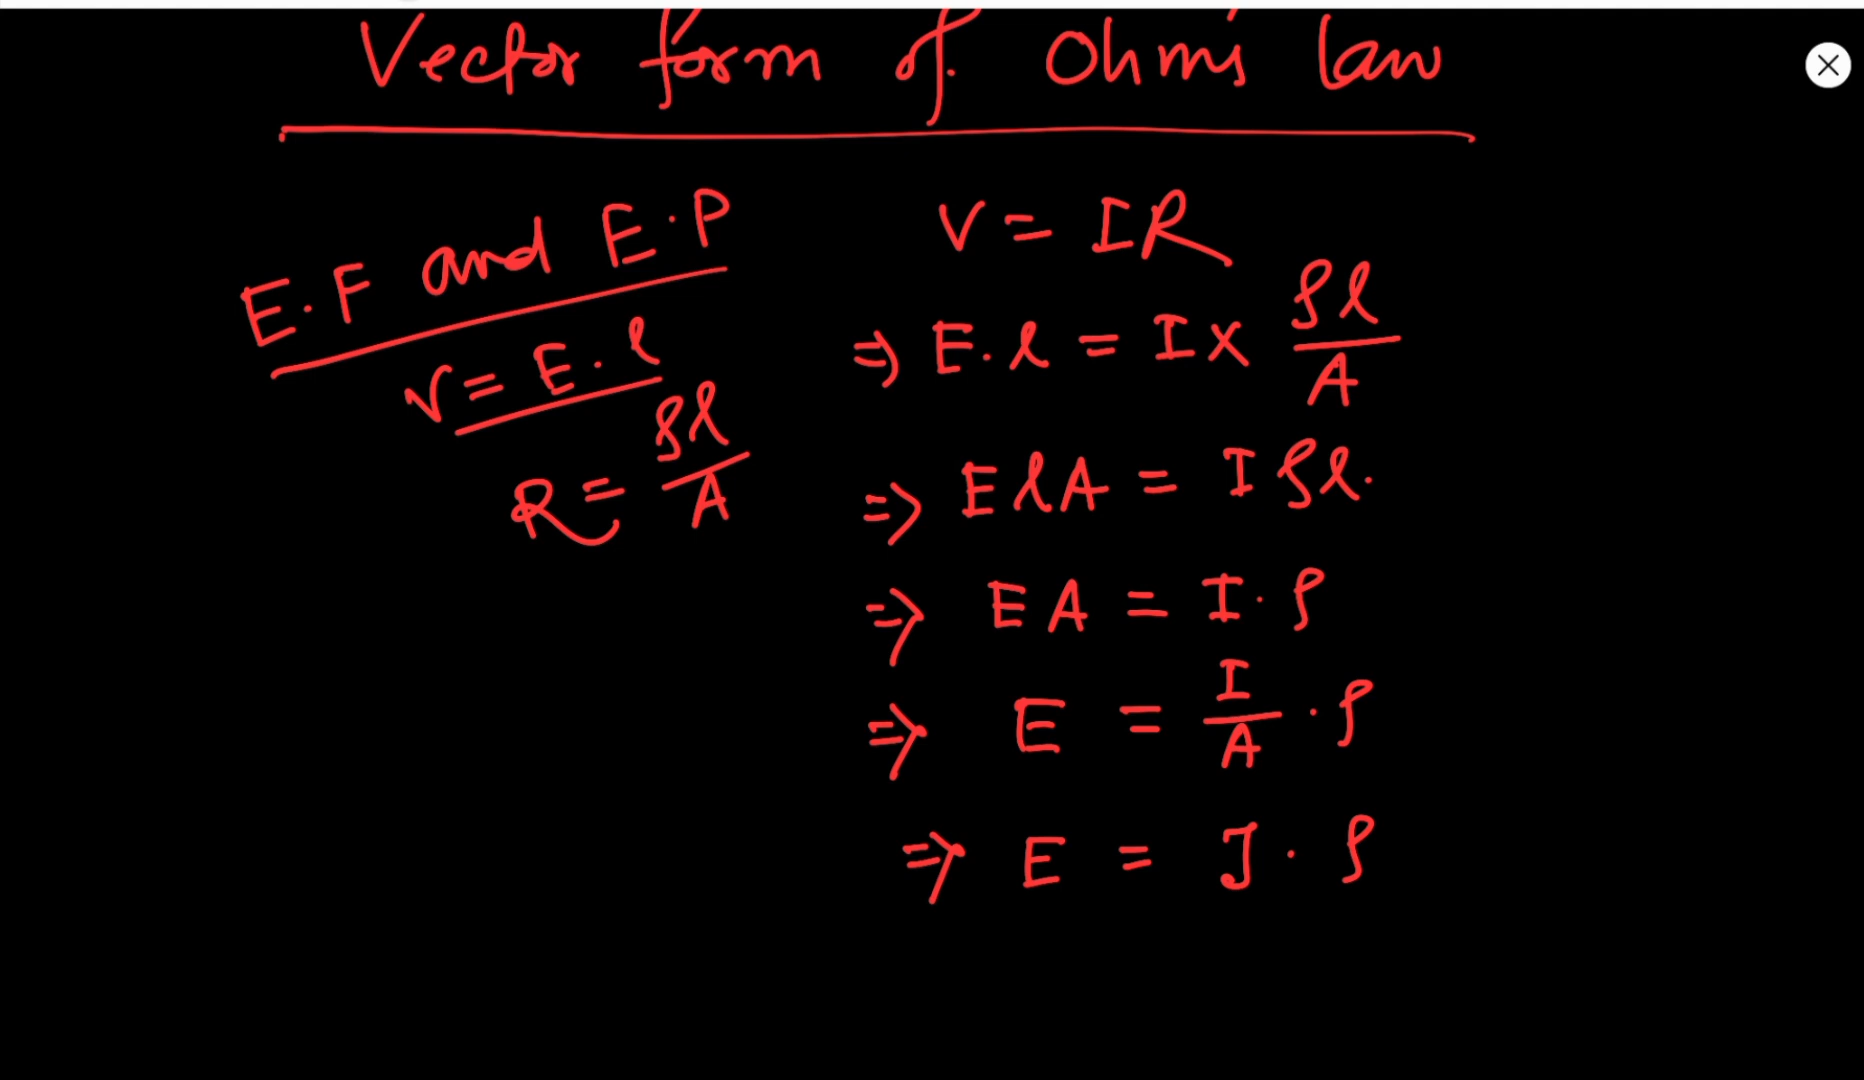 Vector form of Ohm's law
E.F and E.P
V = E.l
R = ρl/A
V = IR
⇒ E.l = I × ρl/A
⇒ ElA = Iρl.
⇒ EA = I.ρ
⇒ E = I/A . ρ
⇒ E = J . ρ